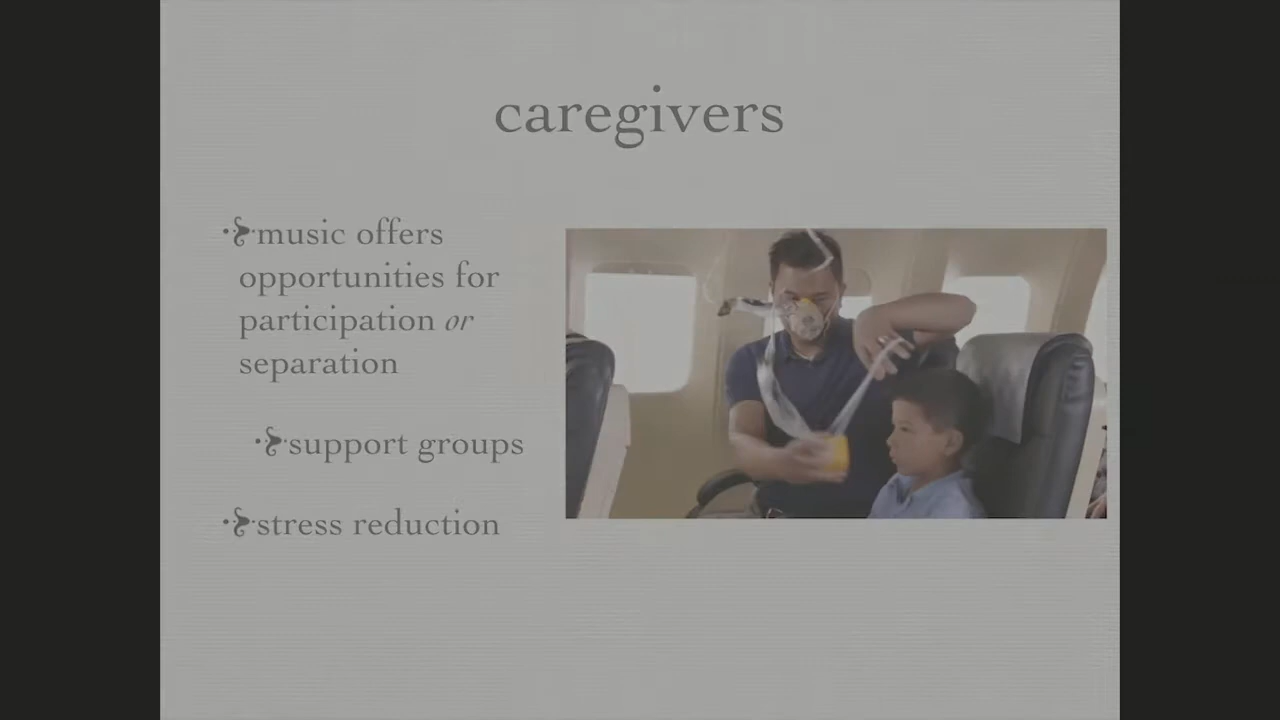 caregivers
music offers
opportunities for
participation or
separation
support groups
stress reduction